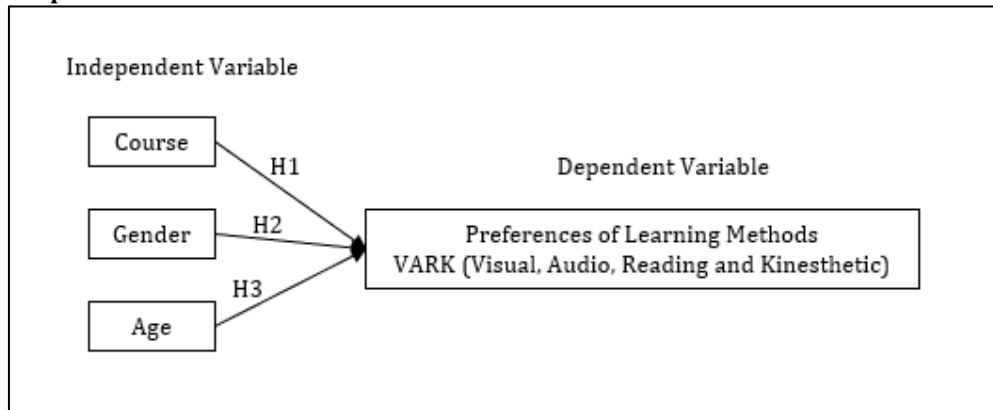 Independent Variable
Course
H1
Dependent Variable
Gender
H2
Preferences of Learning Methods
VARK (Visual, Audio, Reading and Kinesthetic)
H3
Age